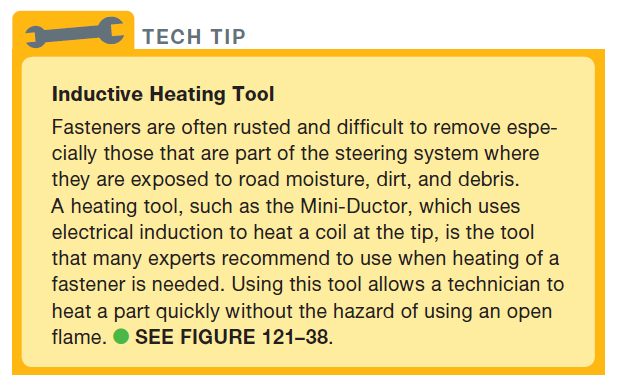 TECH TIP
Inductive Heating Tool
Fasteners are often rusted and difficult to remove espe-
cially those that are part of the steering system where
they are exposed to road moisture, dirt, and debris.
A heating tool, such as the Mini-Ductor, which uses
electrical induction to heat a coil at the tip, is the tool
that many experts recommend to use when heating of a
fastener is needed. Using this tool allows a technician to
heat a part quickly without the hazard of using an open
flame. ● SEE FIGURE 121–38.